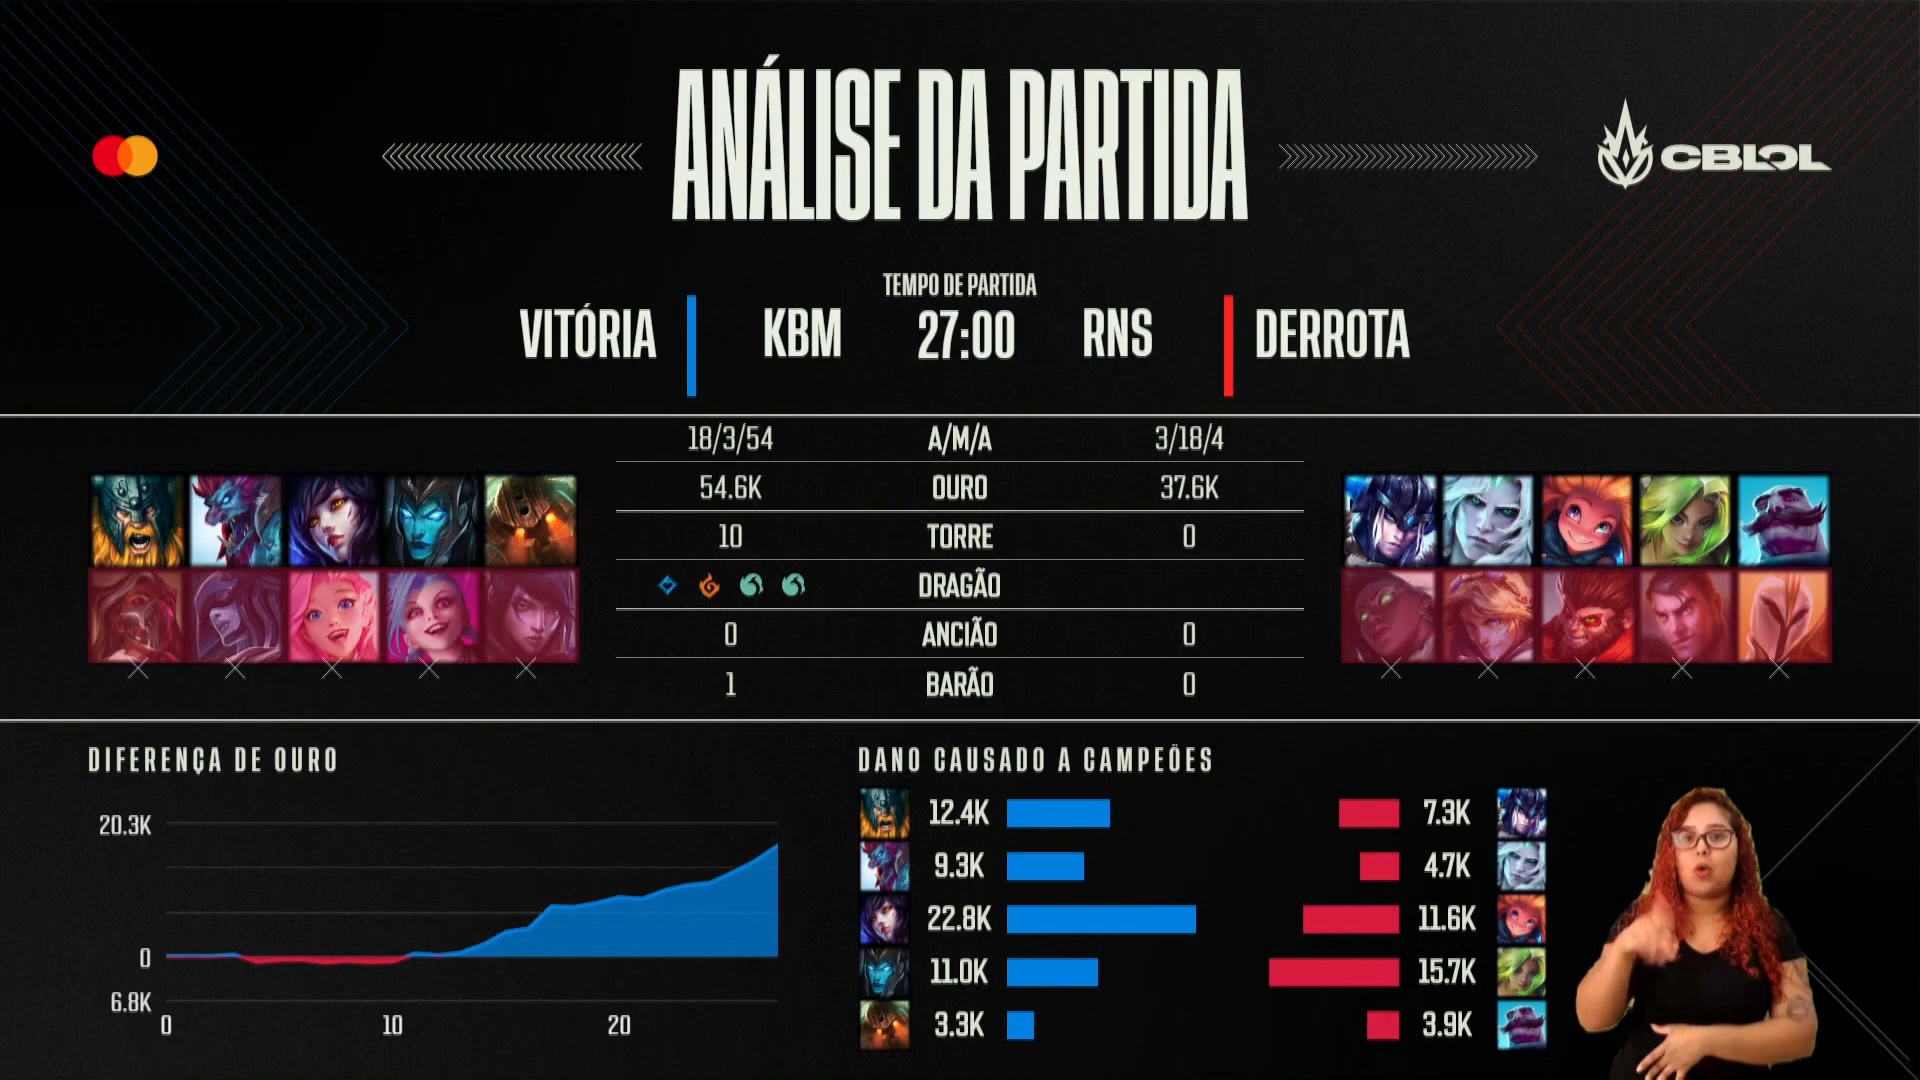 ANÁLISE DA PARTIDA
CBLOL
TEMPO DE PARTIDA
VITÓRIA KBM 27:00 RNS DERROTA
18/3/54 A/M/A 3/18/4
54.6K OURO 37.6K
10 TORRE 0
DRAGÃO
0 ANCIÃO 0
1 BARÃO 0
DIFERENÇA DE OURO
20.3K
0
6.8K
0 10 20
DANO CAUSADO A CAMPEÕES
12.4K 7.3K
9.3K 4.7K
22.8K 11.6K
11.0K 15.7K
3.3K 3.9K